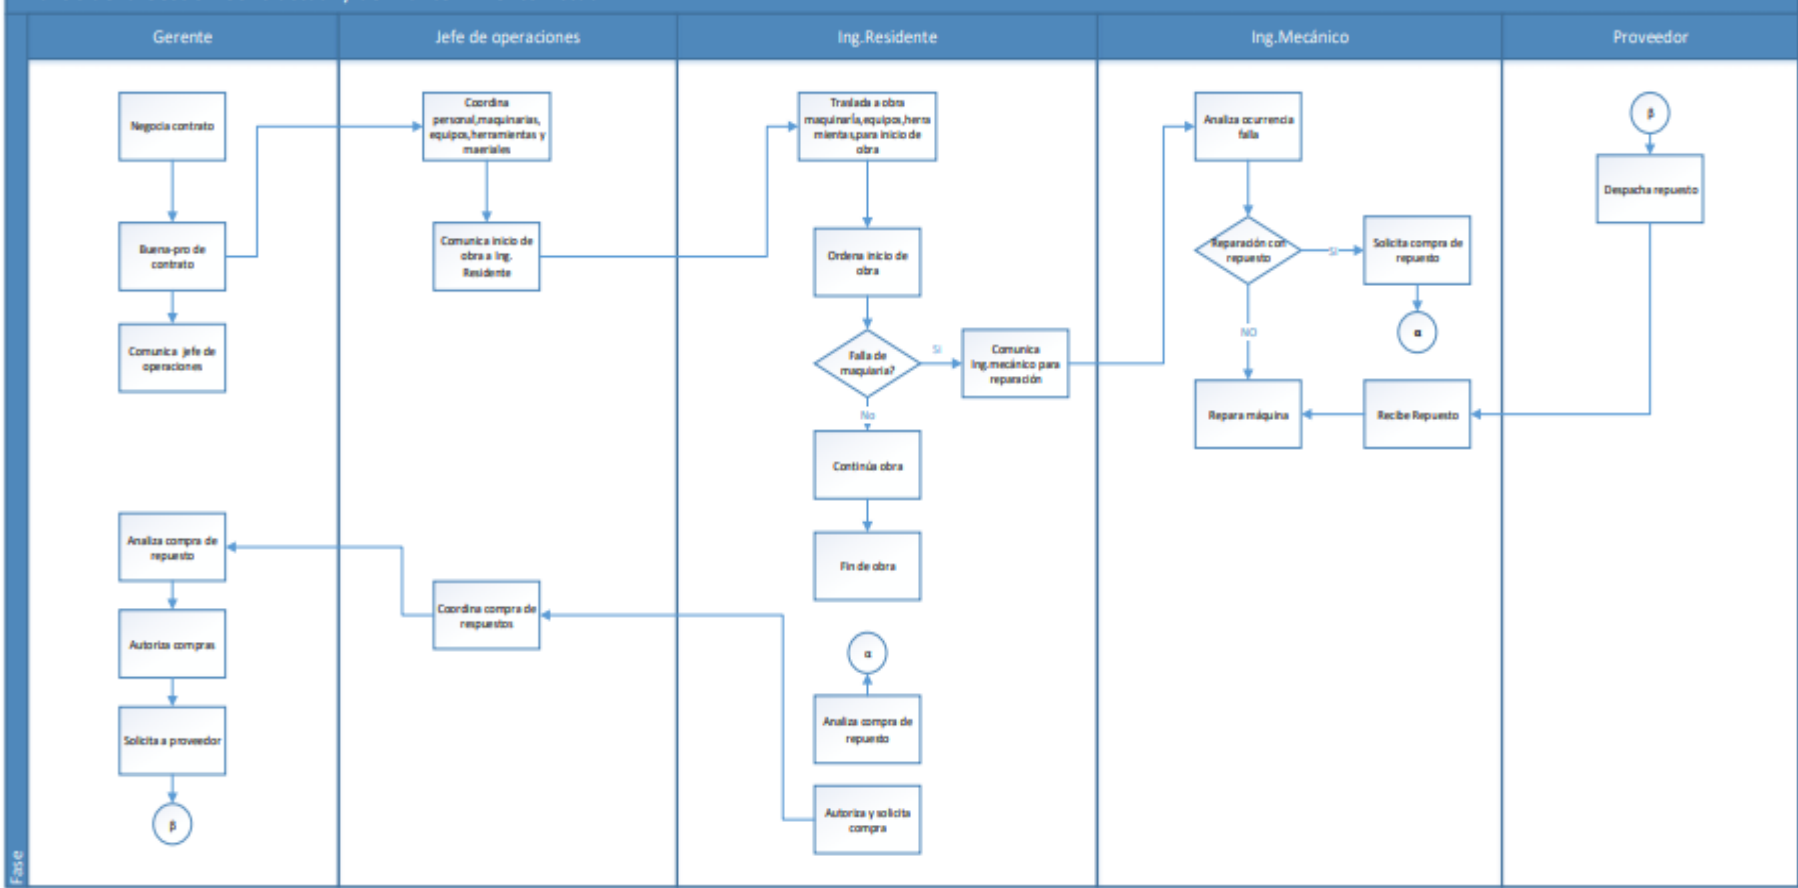 Gerente
Jefe de operaciones
Ing.Residente
Ing.Mecánico
Proveedor
Negocia contrato
Buena-pro de
contrato
Comunica jefe de
operaciones
Analiza compra de
repuesto
Autoriza compras
Solicita a proveedor
β
Coordina
personal,maquinarias,
equipos,herramientas y
maeriales
Comunica inicio de
obra a Ing.
Residente
Coordina compra de
respuestos
Traslada a obra
maquinarÍa,equipos,herra
mientas,para inicio de
obra
Ordena inicio de
obra
Falla de
maquiaria?
SI
Comunica
Ing.mecánico para
reparación
No
Continúa obra
Fin de obra
α
Analiza compra de
repuesto
Autoriza y solicita
compra
Analiza ocurrencia
falla
Reparación con
repuesto
SI
Solicita compra de
repuesto
α
NO
Repara máquina
Recibe Repuesto
β
Despacha repuesto
Fase